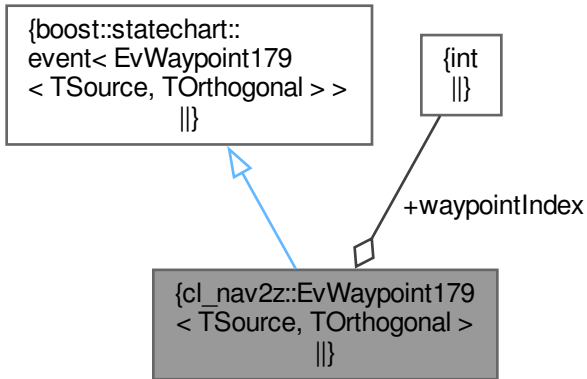 {boost::statechart::
event< EvWaypoint179
< TSource, TOrthogonal > >
||}
{int
||}
+waypointIndex
{cl_nav2z::EvWaypoint179
< TSource, TOrthogonal >
||}